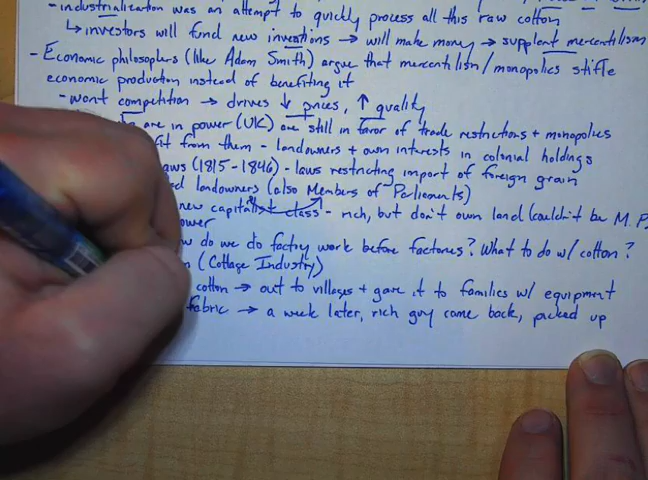 - industrialization was an attempt to quickly process all this raw cotton
↳ investors will fund new inventions → will make money → supplant mercantilism
- Economic philosophers (like Adam Smith) argue that mercantilism/monopolies stifle
economic production instead of benefiting it
- want competition → drives ↓ prices, ↑ quality
are in power (UK) are still in favor of trade restrictions + monopolies
fit from them - landowners + own interests in colonial holdings
aws (1815-1846) - laws restricting import of foreign grain
ed landowners (also Members of Parliaments)
new capitalist class - rich, but don't own land (couldn't be M.P.s
ower
w do we do factory work before factories? What to do w/ cotton?
n (Cottage Industry)
cotton → out to villages + gave it to families w/ equipment
fabric → a week later, rich guy came back, picked up